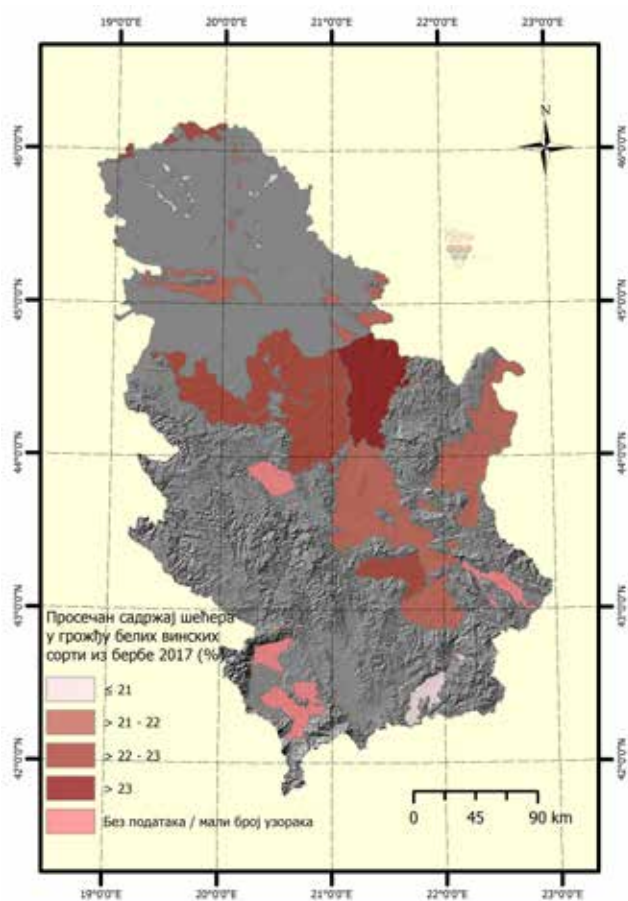 19°0'0"E 20°0'0"E 21°0'0"E 22°0'0"E 23°0'0"E
N
46°0'0"N 46°0'0"N
45°0'0"N 45°0'0"N
44°0'0"N 44°0'0"N
43°0'0"N 43°0'0"N
42°0'0"N 42°0'0"N
Просечан садржај шећера
у грожђу белих винских
сорти из бербе 2017 (%)
≤ 21
> 21 - 22
> 22 - 23
> 23
Без података / мали број узорака
0 45 90 km
19°0'0"E 20°0'0"E 21°0'0"E 22°0'0"E 23°0'0"E